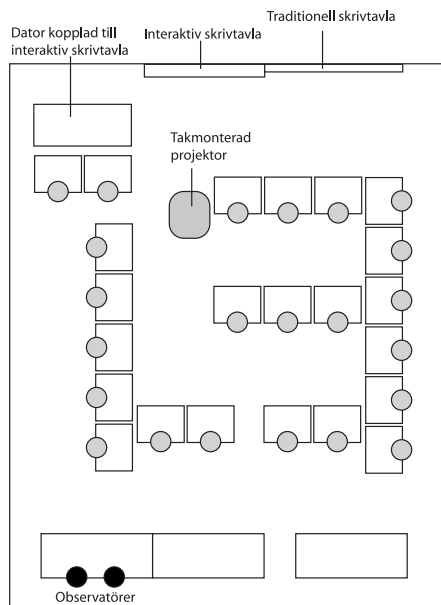 Dator kopplad till
interaktiv skrivtavla
Interaktiv skrivtavla
Traditionell skrivtavla
Takmonterad
projektor
Observatörer